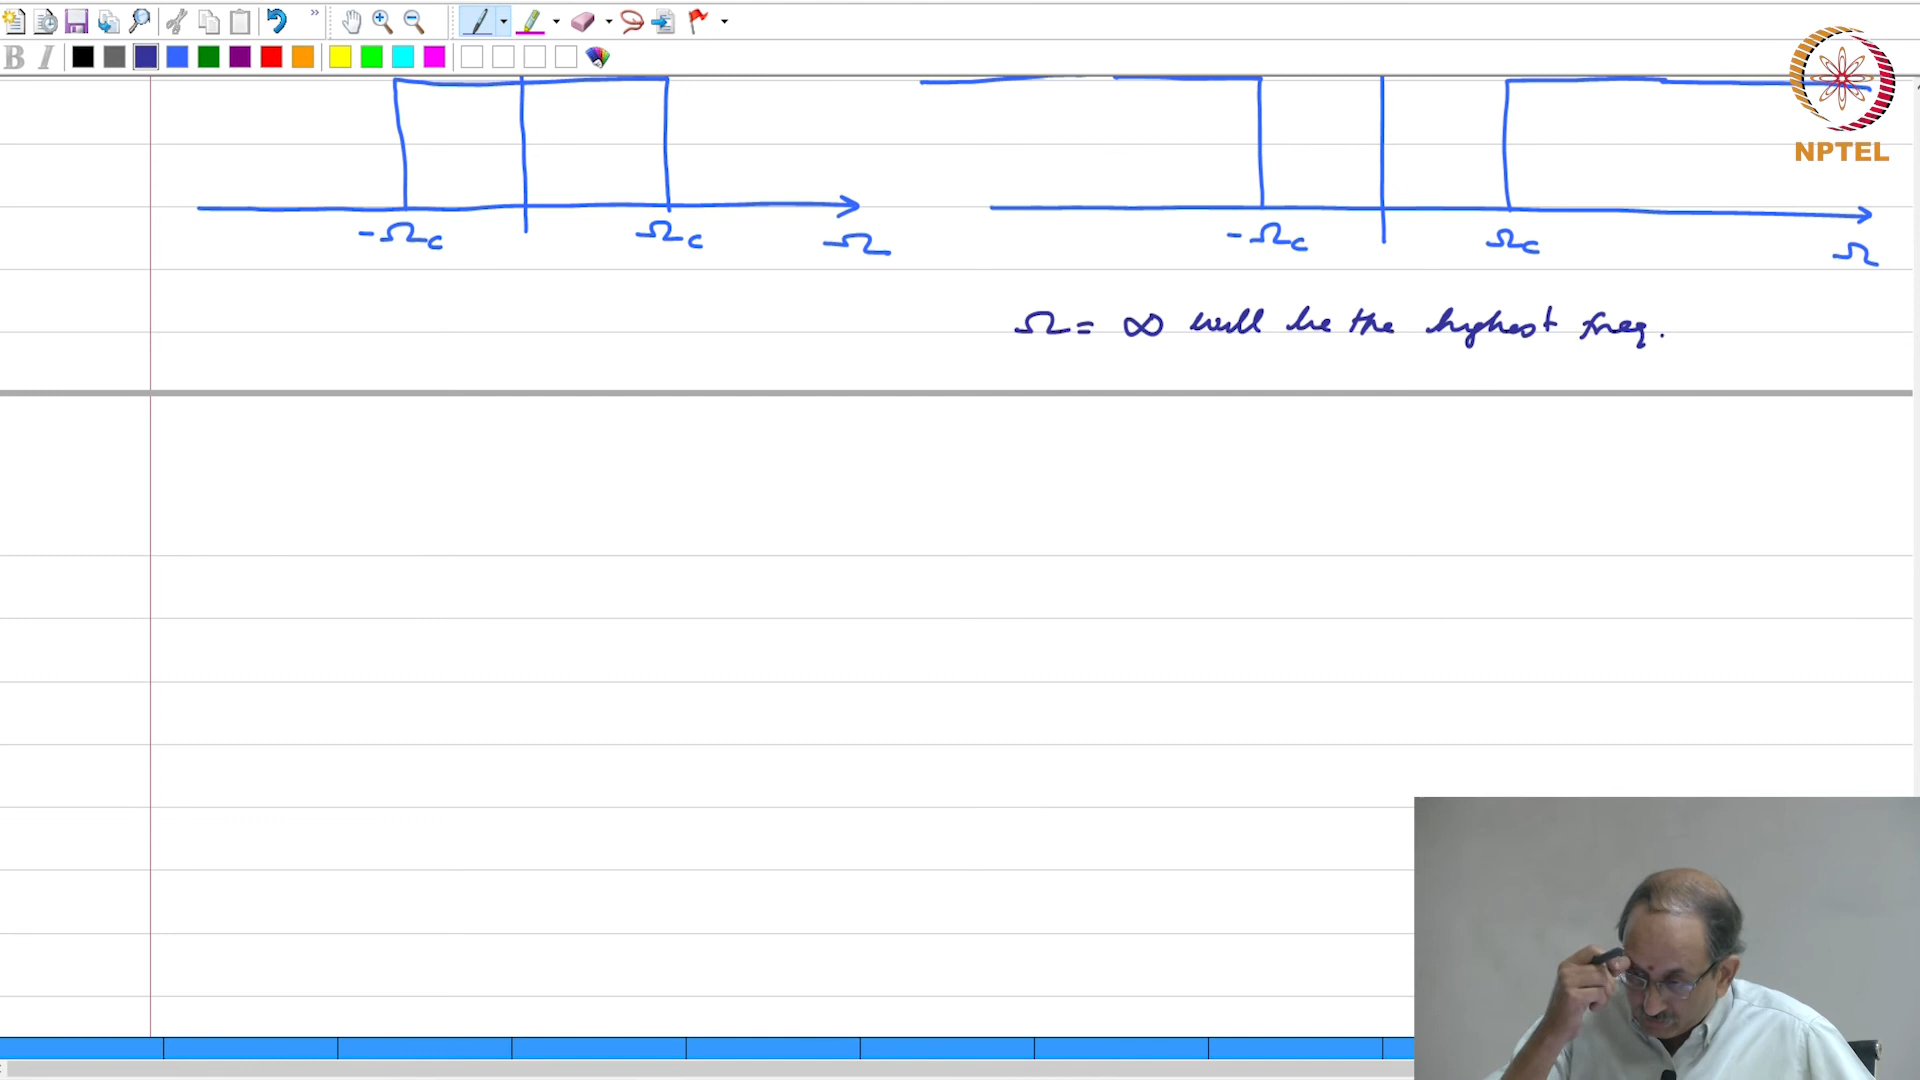 B I
NPTEL
-Ωc Ωc Ω -Ωc Ωc Ω
Ω = ∞ will be the highest freq.